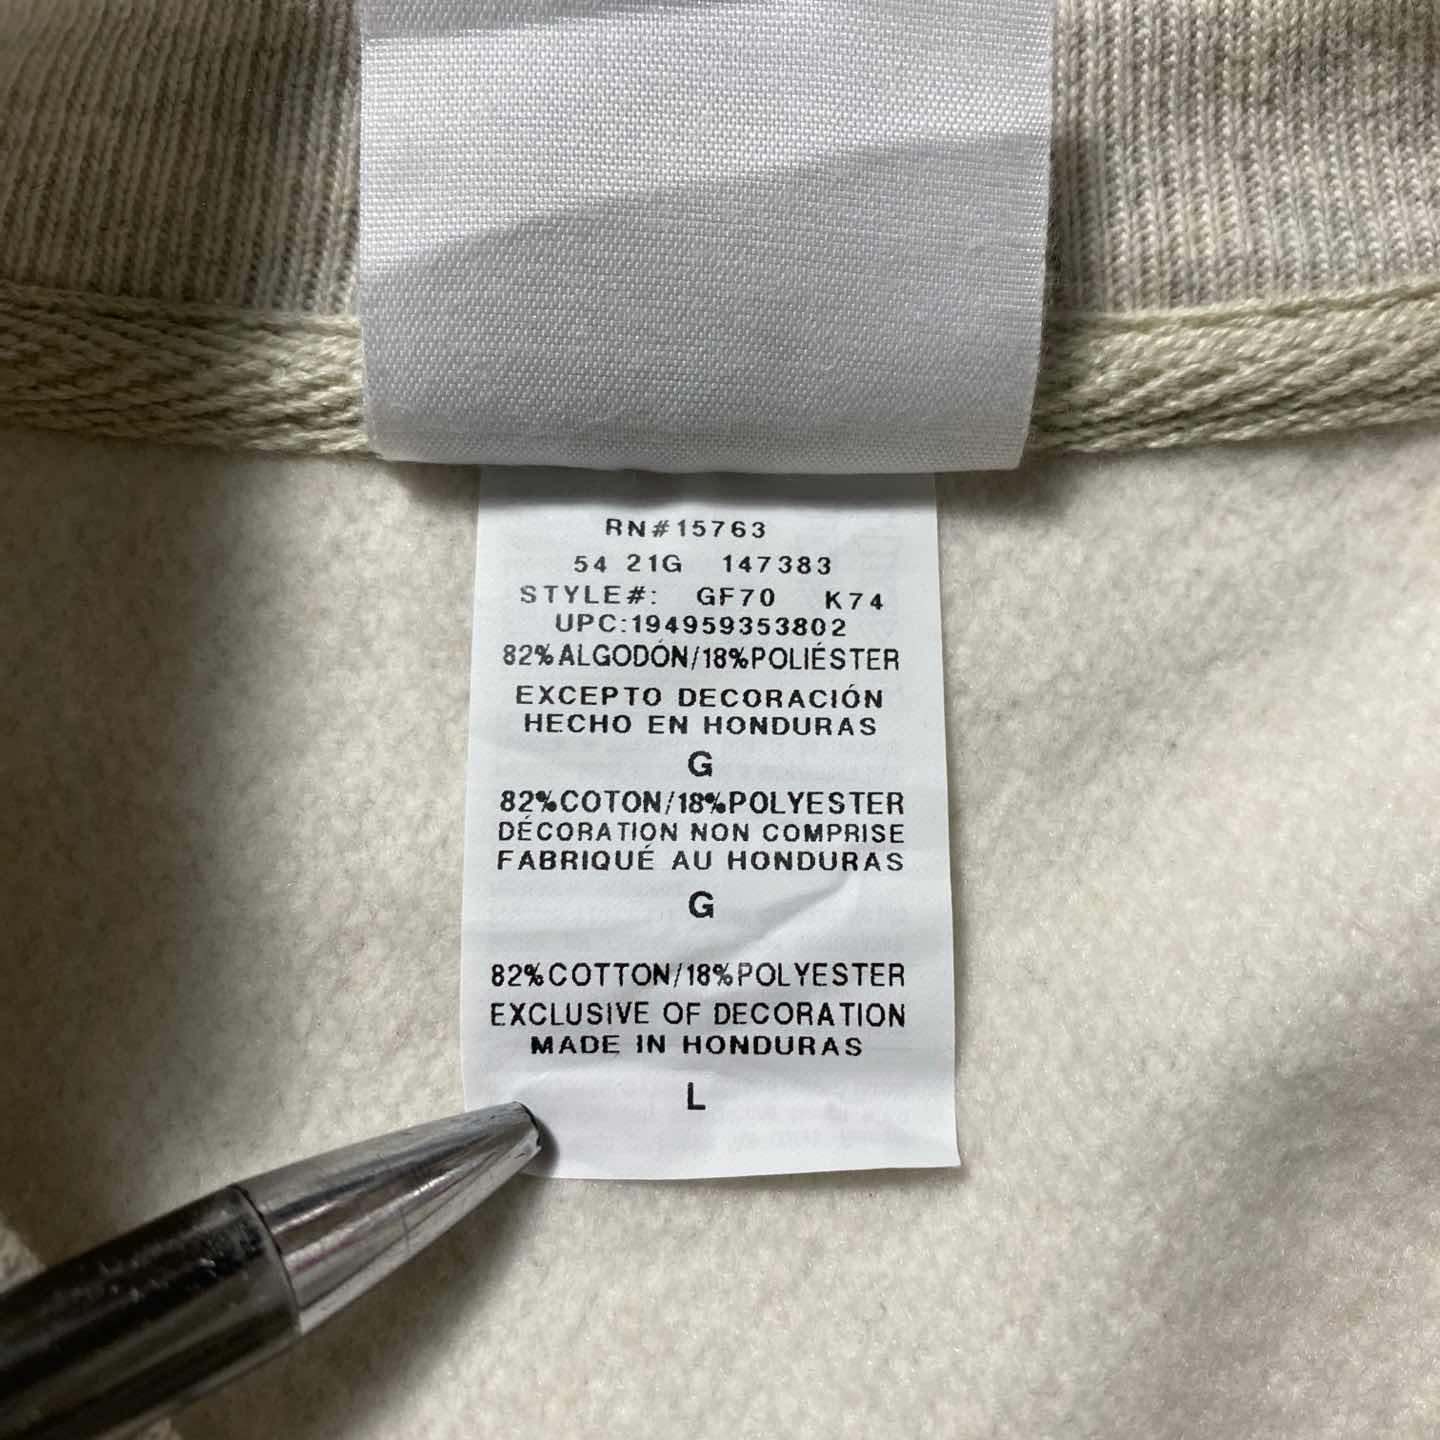 RN#15763
54 21G 147383
STYLE#: GF70 K74
UPC:194959353802
82%ALGODÓN/18%POLIÉSTER
EXCEPTO DECORACIÓN
HECHO EN HONDURAS
G
82%COTON/18%POLYESTER
DÉCORATION NON COMPRISE
FABRIQUÉ AU HONDURAS
G
82%COTTON/18%POLYESTER
EXCLUSIVE OF DECORATION
MADE IN HONDURAS
L